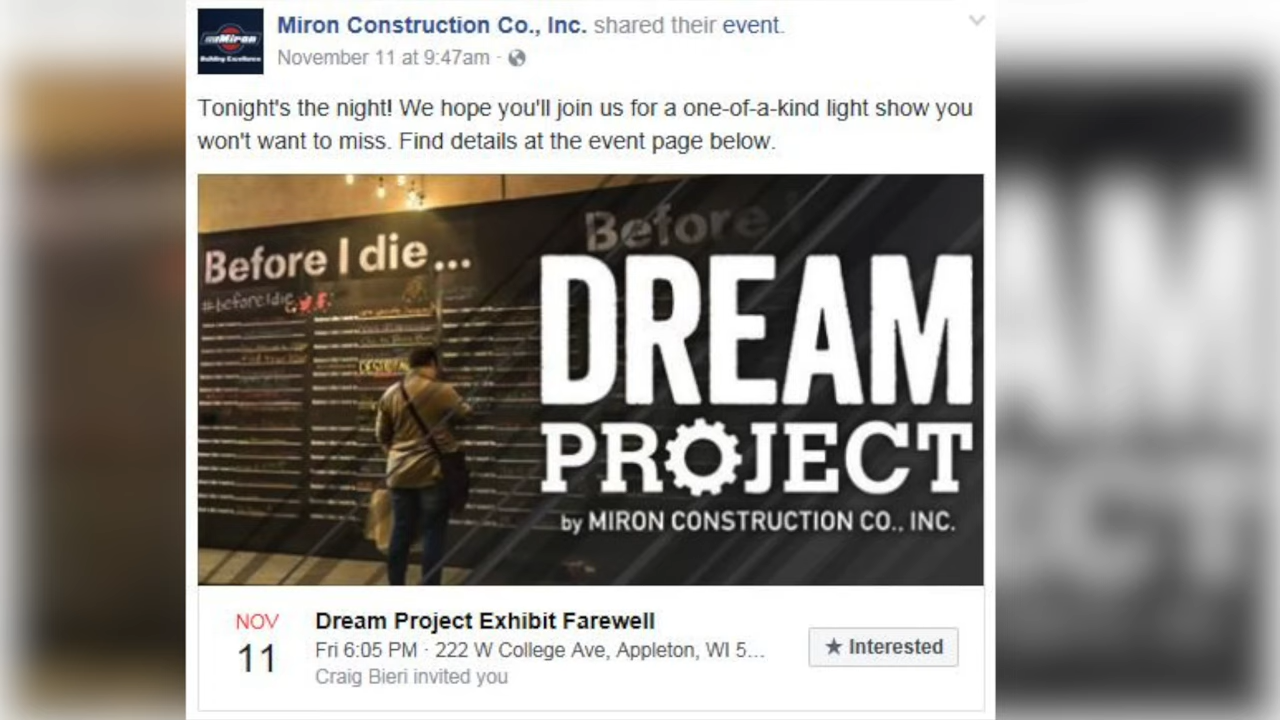 Miron Construction Co., Inc. shared their event.
November 11 at 9:47am ·
Miron
Building Excellence
Tonight's the night! We hope you'll join us for a one-of-a-kind light show you
won't want to miss. Find details at the event page below.
Before I die...
#beforeIdie
Before I
DREAM
PROJECT
by MIRON CONSTRUCTION CO., INC.
NOV
11
Dream Project Exhibit Farewell
Fri 6:05 PM · 222 W College Ave, Appleton, WI 5...
Craig Bieri invited you
★ Interested